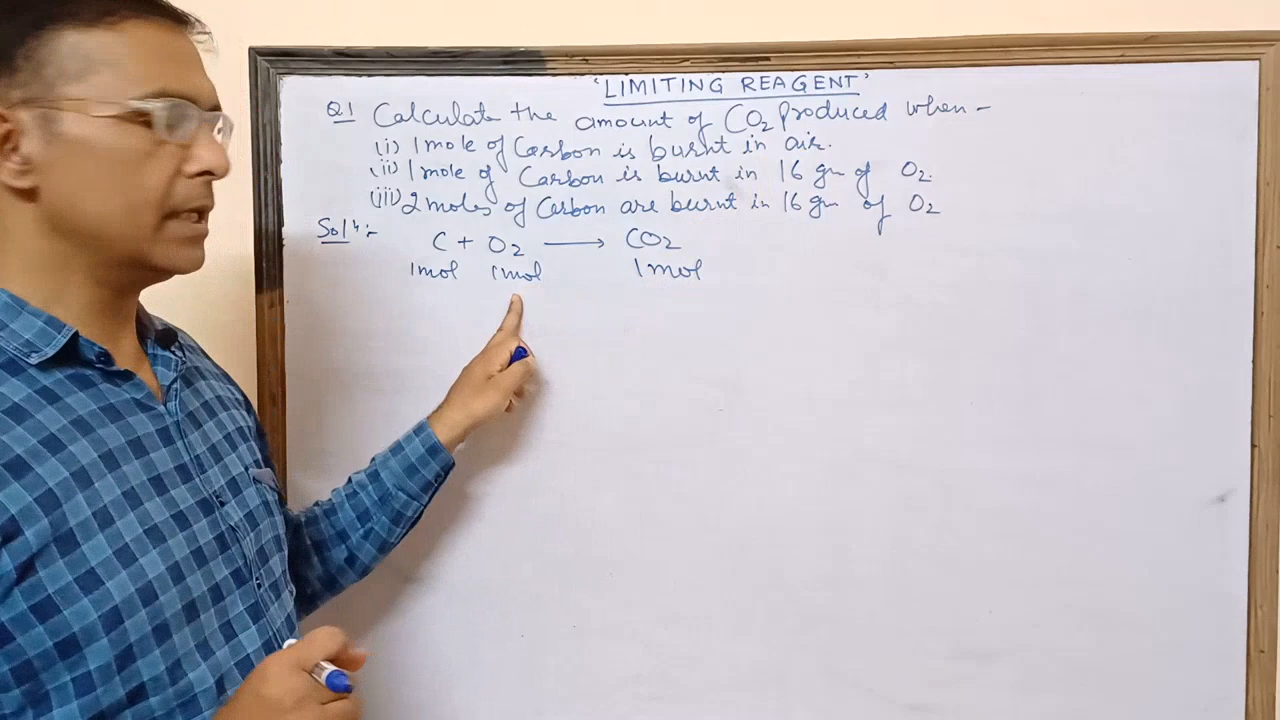 'LIMITING REAGENT'
Q.1 Calculate the amount of CO2 produced when -
(i) 1 mole of Carbon is burnt in air.
(ii) 1 mole of Carbon is burnt in 16 gm of O2.
(iii) 2 moles of Carbon are burnt in 16 gm of O2
Solⁿ:- C + O2 ⟶ CO2
1mol 1mol 1mol